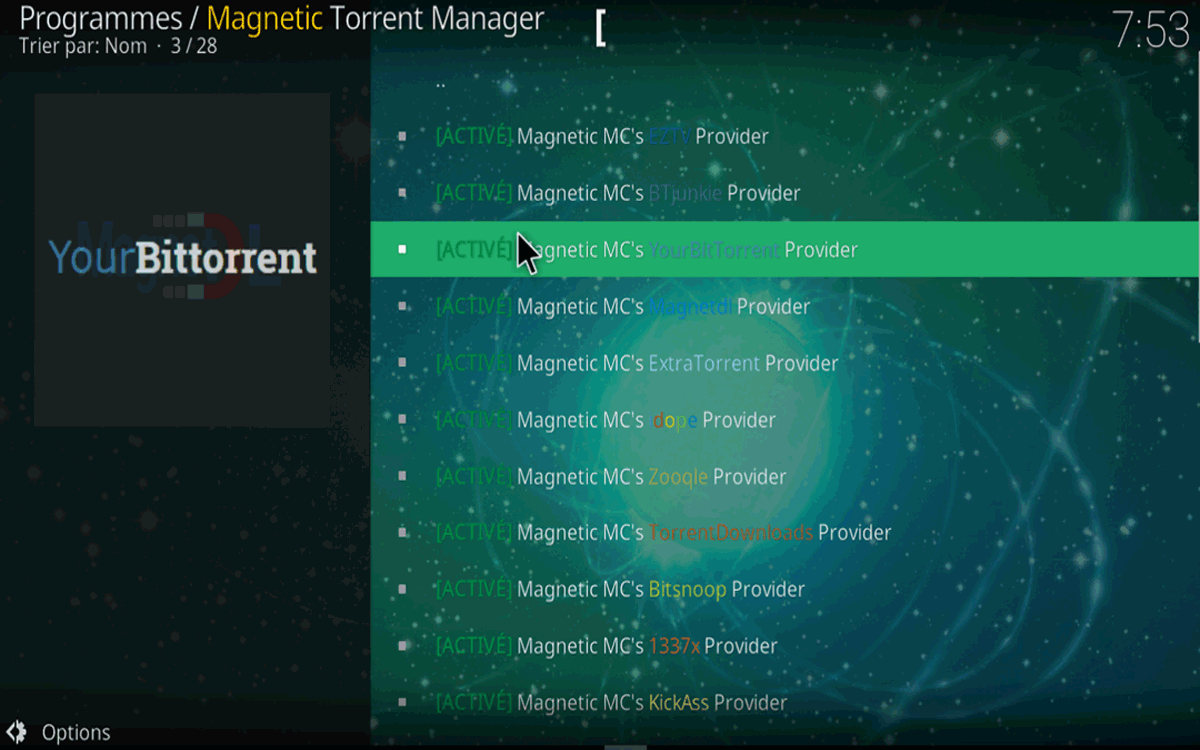 Programmes / Magnetic Torrent Manager
[
7:53
Trier par: Nom · 3 / 28
..
[ACTIVÉ] Magnetic MC's EZTV Provider
[ACTIVÉ] Magnetic MC's BTjunkie Provider
[ACTIVÉ] Magnetic MC's YourBitTorrent Provider
[ACTIVÉ] Magnetic MC's Magnetdl Provider
[ACTIVÉ] Magnetic MC's ExtraTorrent Provider
[ACTIVÉ] Magnetic MC's dope Provider
[ACTIVÉ] Magnetic MC's Zooqle Provider
[ACTIVÉ] Magnetic MC's TorrentDownloads Provider
[ACTIVÉ] Magnetic MC's Bitsnoop Provider
[ACTIVÉ] Magnetic MC's 1337x Provider
[ACTIVÉ] Magnetic MC's KickAss Provider
YourBittorrent
Options